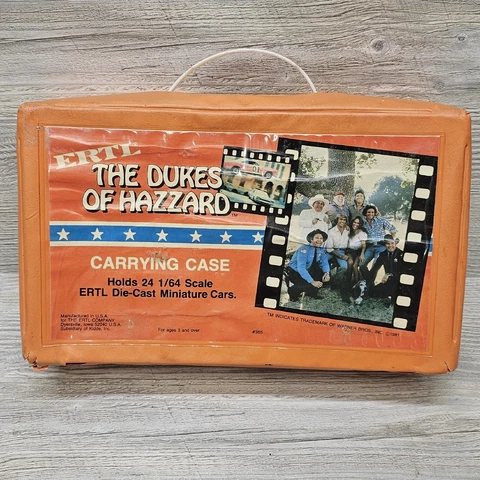 ERTL
THE DUKES
OF HAZZARD™
CARRYING CASE
Holds 24 1/64 Scale
ERTL Die-Cast Miniature Cars.
Manufactured in U.S.A.
for THE ERTL COMPANY
Dyersville, Iowa 52040 U.S.A.
Subsidiary of Kidde, Inc.
For ages 3 and over
™ INDICATES TRADEMARK OF WARNER BROS., INC. ©1981